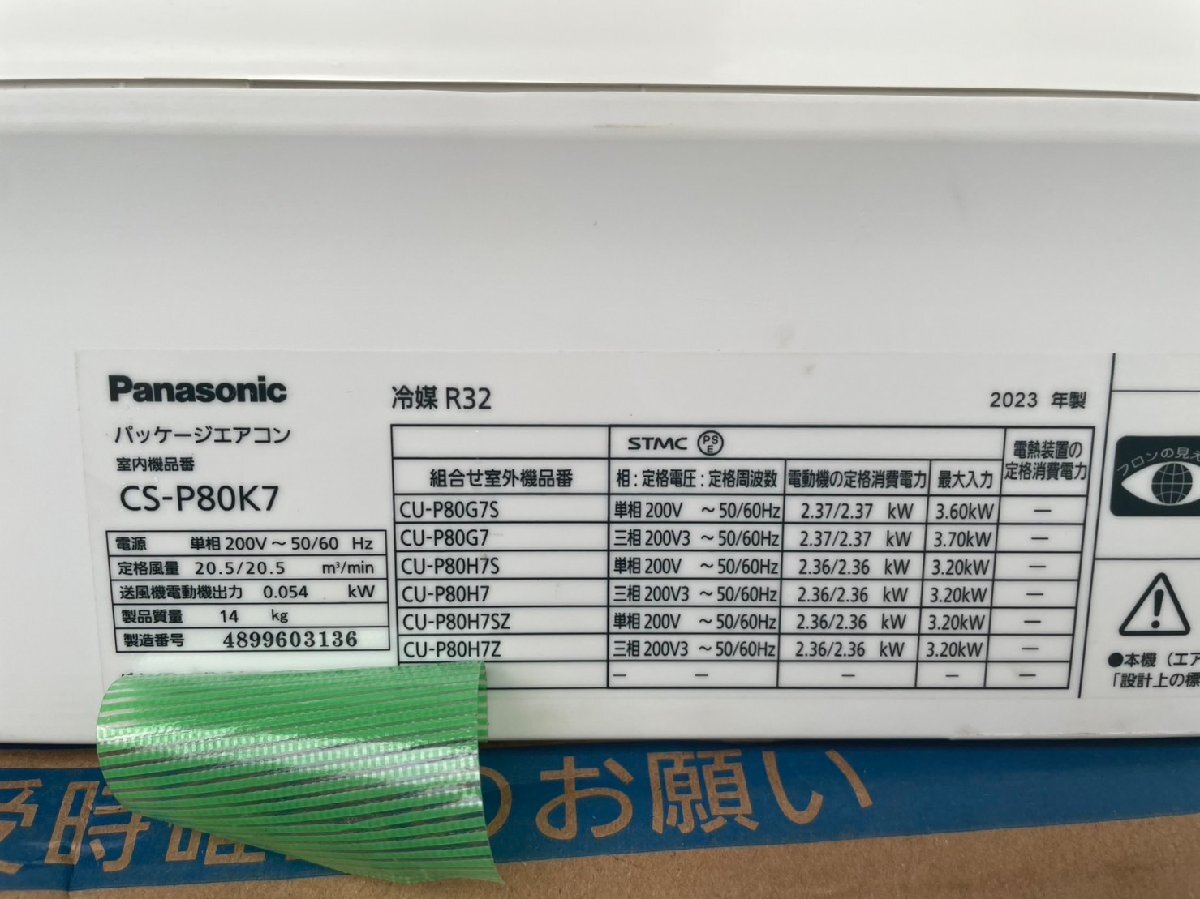 Panasonic
パッケージエアコン
室内機品番
CS-P80K7
電源 単相 200V ～ 50/60 Hz
定格風量 20.5/20.5 m³/min
送風機電動機出力 0.054 kW
製品質量 14 kg
製造番号 4899603136
冷媒 R32
2023 年製
STMC PSE
電熱装置の
定格消費電力
組合せ室外機品番 相：定格電圧：定格周波数 電動機の定格消費電力 最大入力
CU-P80G7S 単相 200V ～ 50/60Hz 2.37/2.37 kW 3.60kW －
CU-P80G7 三相 200V3 ～ 50/60Hz 2.37/2.37 kW 3.70kW －
CU-P80H7S 単相 200V ～ 50/60Hz 2.36/2.36 kW 3.20kW －
CU-P80H7 三相 200V3 ～ 50/60Hz 2.36/2.36 kW 3.20kW －
CU-P80H7SZ 単相 200V ～ 50/60Hz 2.36/2.36 kW 3.20kW －
CU-P80H7Z 三相 200V3 ～ 50/60Hz 2.36/2.36 kW 3.20kW －
－ － － － －
フロンの見え
●本機（エア
「設計上の標
受時確 のお願い